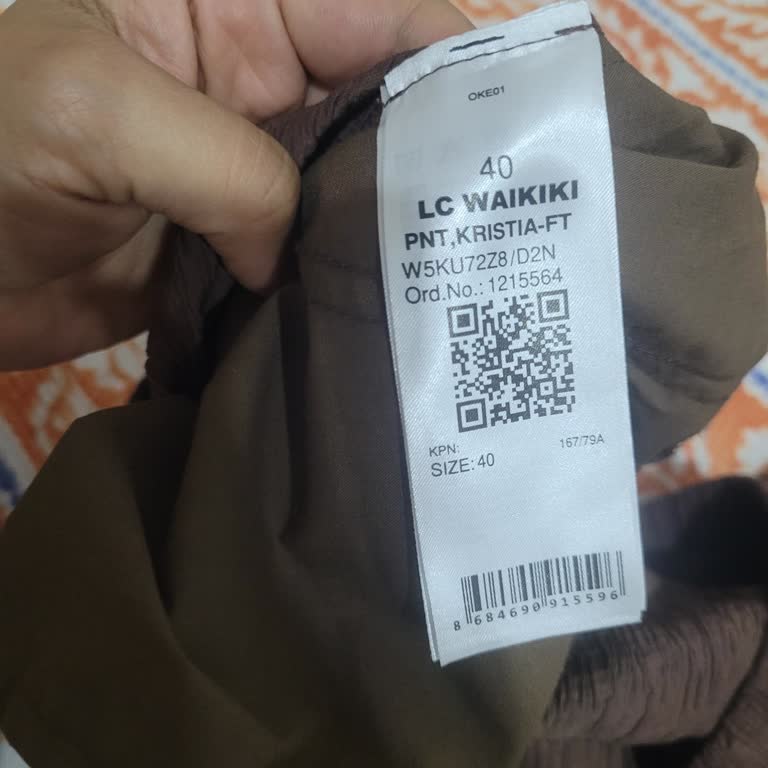 OKE01
40
LC WAIKIKI
PNT,KRISTIA-FT
W5KU72Z8/D2N
Ord.No.: 1215564
KPN: 167/79A
SIZE: 40
8 684690 915596